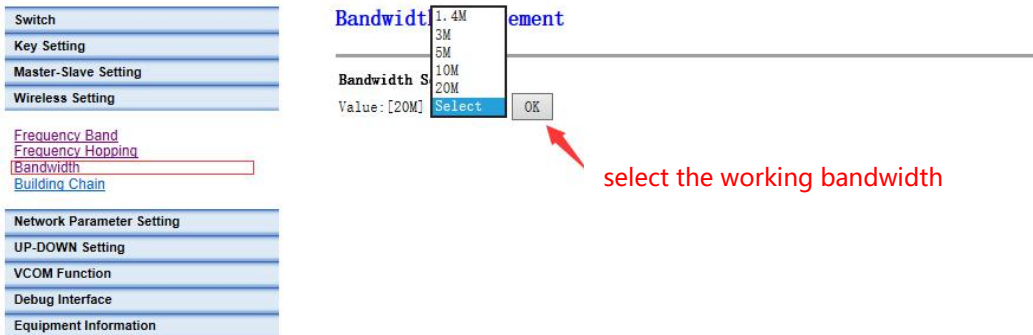 Switch
Key Setting
Master-Slave Setting
Wireless Setting
Frequency Band
Frequency Hopping
Bandwidth
Building Chain
Network Parameter Setting
UP-DOWN Setting
VCOM Function
Debug Interface
Equipment Information
Bandwidt ement
1.4M
3M
5M
10M
20M
Bandwidth S
Value:[20M] Select OK
select the working bandwidth